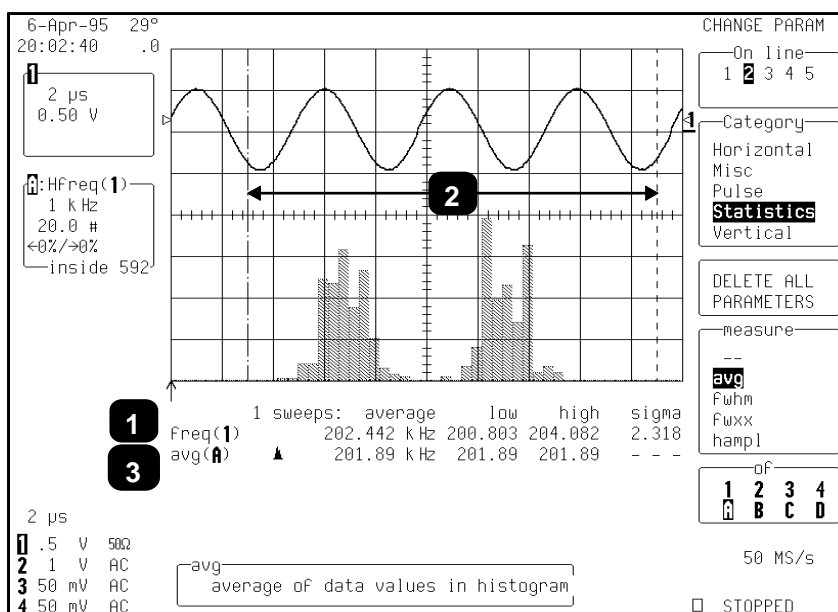 6-Apr-95 29°
20:02:40 .0
1
2 µs
0.50 V
A:Hfreq(1)
1 kHz
20.0 #
←0%/→0%
inside 592
2
1
1
3
1 sweeps: average low high sigma
freq(1) 202.442 kHz 200.803 204.082 2.318
avg(A) 201.89 kHz 201.89 201.89 - - -
2 µs
1 .5 V 50Ω
2 1 V AC
3 50 mV AC
4 50 mV AC
avg
average of data values in histogram
CHANGE PARAM
On line
1 2 3 4 5
Category
Horizontal
Misc
Pulse
Statistics
Vertical
DELETE ALL
PARAMETERS
measure
--
avg
fwhm
fwxx
hampl
of
1 2 3 4
A B C D
50 MS/s
STOPPED